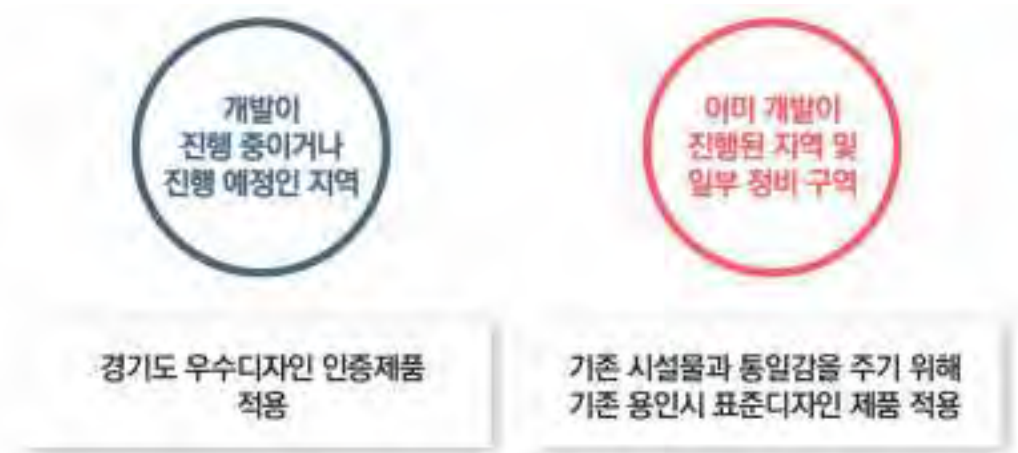 개발이
진행 중이거나
진행 예정인 지역
이미 개발이
진행된 지역 및
일부 정비 구역
경기도 우수디자인 인증제품
적용
기존 시설물과 통일감을 주기 위해
기존 용인시 표준디자인 제품 적용